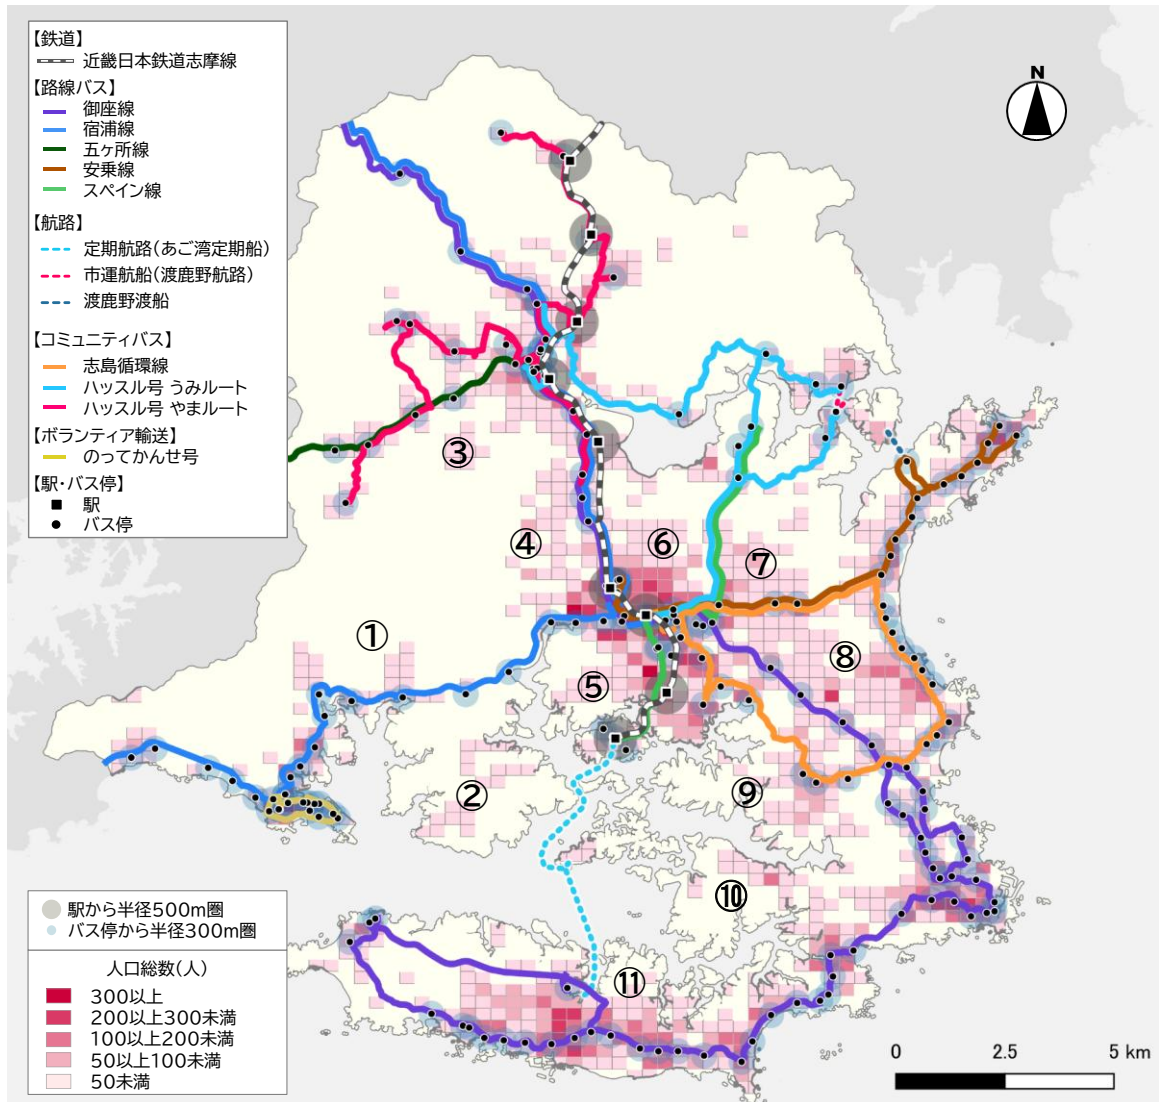 【鉄道】
近畿日本鉄道志摩線
【路線バス】
御座線
宿浦線
五ヶ所線
安乗線
スペイン線
【航路】
定期航路(あご湾定期船)
市運航船(渡鹿野航路)
渡鹿野渡船
【コミュニティバス】
志島循環線
ハッスル号 うみルート
ハッスル号 やまルート
【ボランティア輸送】
のってかんせ号
【駅・バス停】
駅
バス停
N
③
④
⑥
⑦
①
⑧
⑤
②
⑨
⑩
⑪
駅から半径500m圏
バス停から半径300m圏
人口総数(人)
300以上
200以上300未満
100以上200未満
50以上100未満
50未満
0 2.5 5 km